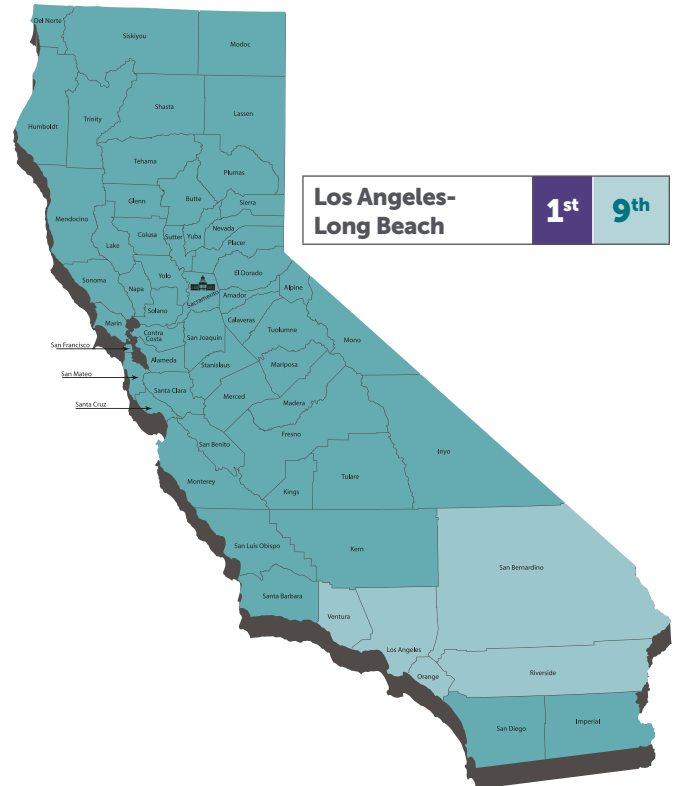 Del Norte
Siskiyou
Modoc
Humboldt
Trinity
Shasta
Lassen
Tehama
Plumas
Los Angeles-
Long Beach
1st
9th
Mendocino
Glenn
Butte
Sierra
Lake
Colusa
Sutter
Yuba
Nevada
Placer
Sonoma
Napa
Yolo
Sacramento
El Dorado
Amador
Alpine
Solano
Marin
Contra
Costa
San Joaquin
Calaveras
Tuolumne
Mono
San Francisco
Alameda
Stanislaus
Mariposa
San Mateo
Santa Clara
Merced
Madera
Santa Cruz
San Benito
Fresno
Inyo
Monterey
Kings
Tulare
San Luis Obispo
Kern
San Bernardino
Santa Barbara
Ventura
Los Angeles
Orange
Riverside
San Diego
Imperial